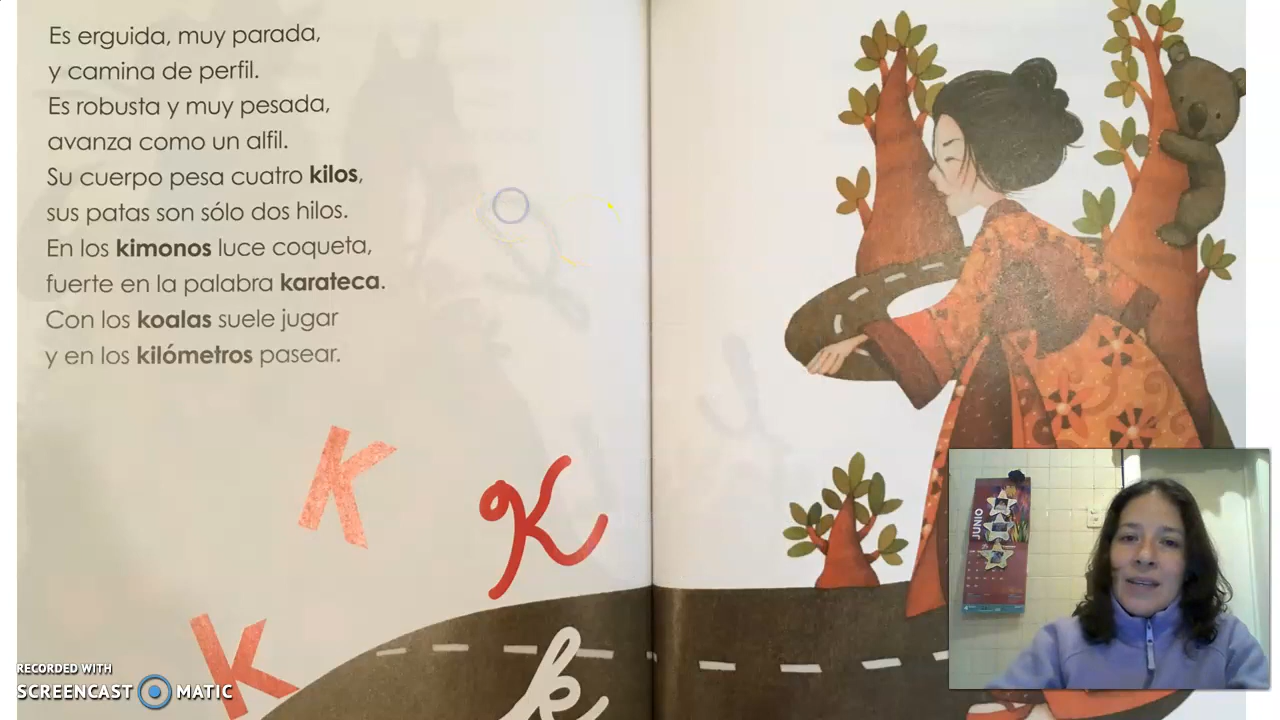 Es erguida, muy parada,
y camina de perfil.
Es robusta y muy pesada,
avanza como un alfil.
Su cuerpo pesa cuatro kilos,
sus patas son sólo dos hilos.
En los kimonos luce coqueta,
fuerte en la palabra karateca.
Con los koalas suele jugar
y en los kilómetros pasear.
K
K
K
k
JUNIO
RECORDED WITH
SCREENCAST MATIC